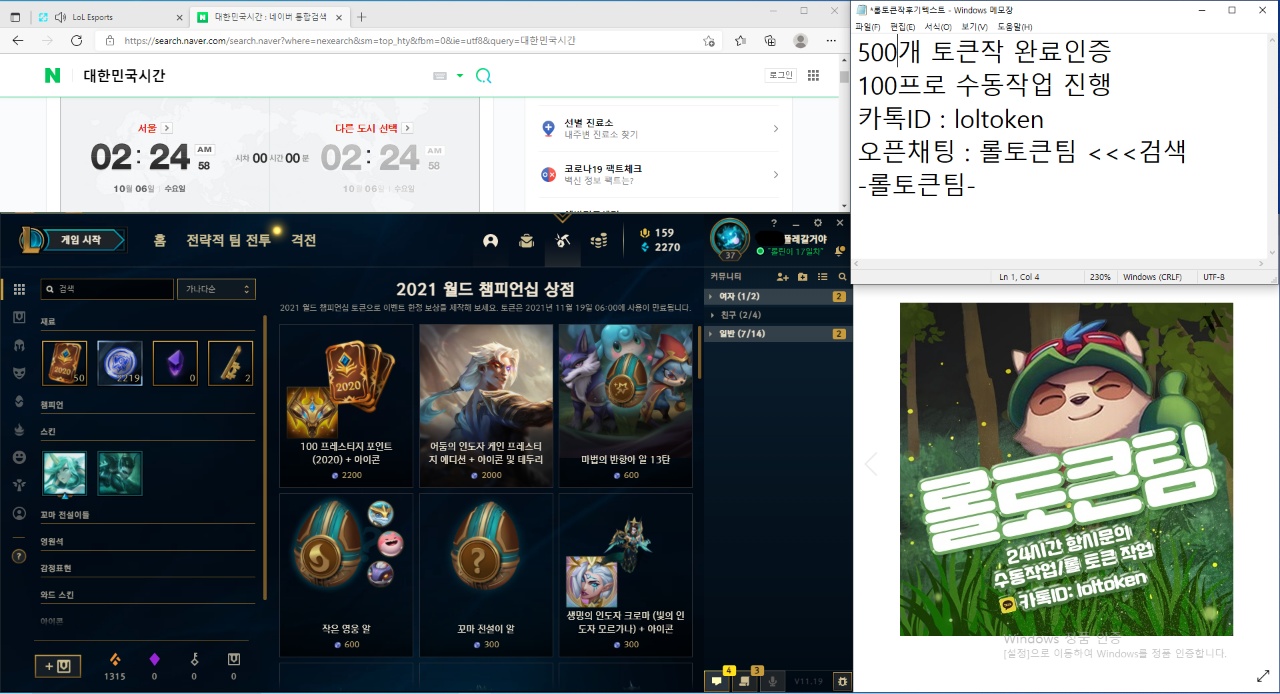 LoL Esports
대한민국시간 : 네이버 통합검색
https://search.naver.com/search.naver?where=nexearch&sm=top_hty&fbm=0&ie=utf8&query=대한민국시간
N 대한민국시간
로그인
서울
다른 도시 선택
02:24 AM 58
시차 00시간 00분
02:24 AM 58
10월 06일 수요일
10월 06일 수요일
선별 진료소
내주변 진료소 찾기
코로나19 팩트체크
백신 정보 팩트는?
*롤토큰작후기텍스트 - Windows 메모장
파일(F) 편집(E) 서식(O) 보기(V) 도움말(H)
500개 토큰작 완료인증
100프로 수동작업 진행
카톡ID : loltoken
오픈채팅 : 롤토큰팀 <<<검색
-롤토큰팀-
Ln 1, Col 4
230%
Windows (CRLF)
UTF-8
게임 시작
홈
전략적 팀 전투
격전
159
2270
37
플레갈거야
"롤린이 17일차"
검색
가나다순
재료
50
2219
0
2
챔피언
스킨
꼬마 전설이들
영원석
감정표현
와드 스킨
아이콘
1315
0
0
0
2021 월드 챔피언십 상점
2021 월드 챔피언십 토큰으로 이벤트 한정 보상을 제작해 보세요. 토큰은 2021년 11월 19일 06:00에 사용이 만료됩니다.
2020
100 프레스티지 포인트
(2020) + 아이콘
2200
어둠의 인도자 케인 프레스티
지 에디션 + 아이콘 및 테두리
2000
마법의 반향아 알 13탄
600
작은 영웅 알
600
꼬마 전설이 알
300
생명의 인도자 크로마 (빛의 인
도자 모르가나) + 아이콘
300
커뮤니티
여자 (1/2)
2
친구 (2/4)
일반 (7/14)
2
4
3
V11.19
롤토큰팀
24시간 항시문의
수동작업/롤 토큰 작업
카톡ID: loltoken
Windows 정품 인증
[설정]으로 이동하여 Windows를 정품 인증합니다.